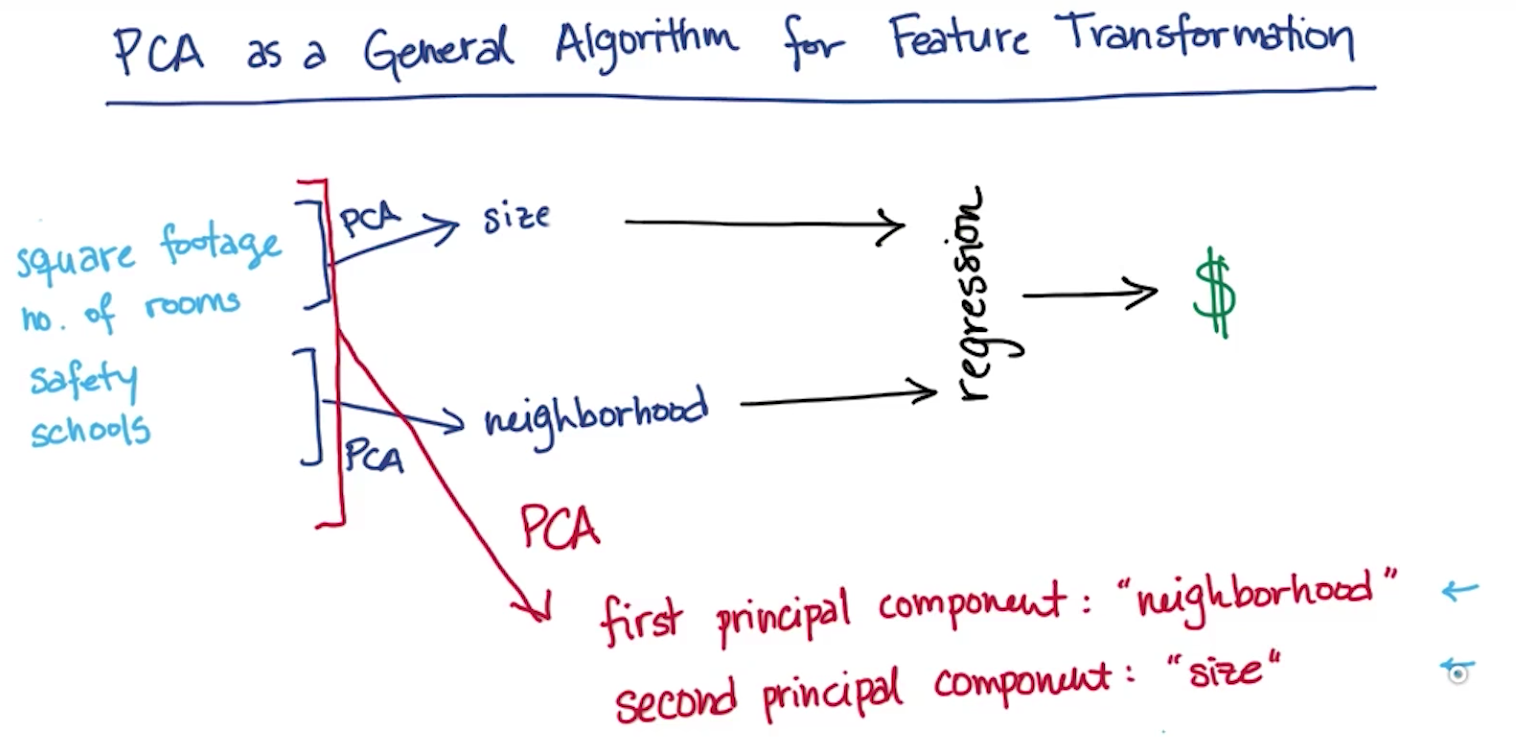 PCA as a General Algorithm for Feature Transformation
square footage
no. of rooms
safety
schools
PCA
size
PCA
neighborhood
regression
$
PCA
first principal component: "neighborhood" ←
second principal component: "size" ←